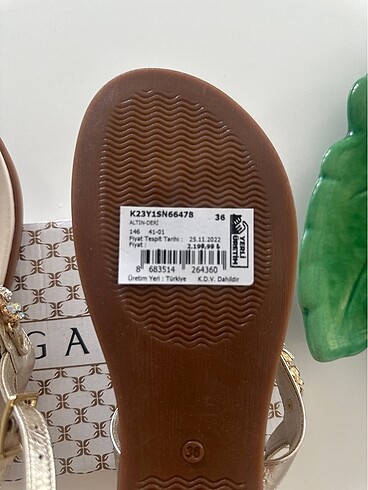 K23Y1SN66478 36
ALTIN-DERİ
146 41-01
Fiyat Tespit Tarihi : 25.11.2022
Fiyat : 2.199,99 ₺
YERLİ
ÜRETİM
8 683514 264360
Üretim Yeri : Türkiye K.D.V. Dahildir
GA
36